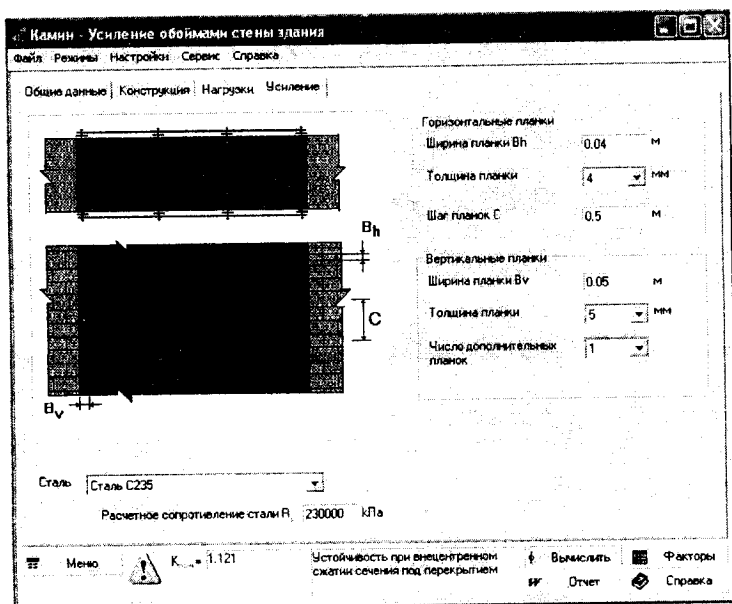 Камин - Усиление обоймами стены здания
Файл Режимы Настройки Сервис Справка
Общие данные Конструкция Нагрузки Усиление
Горизонтальные планки
Ширина планки Bh 0.04 м
Толщина планки 4 мм
Шаг планок C 0.5 м
Bh
Вертикальные планки
Ширина планки Bv 0.05 м
C
Толщина планки 5 мм
Число дополнительных 1
планок
Bv
Сталь Сталь С235
Расчетное сопротивление стали R 230000 кПа
Меню
K = 1.121
Устойчивость при внецентренном
сжатии сечения под перекрытием
Вычислить Факторы
Отчет Справка